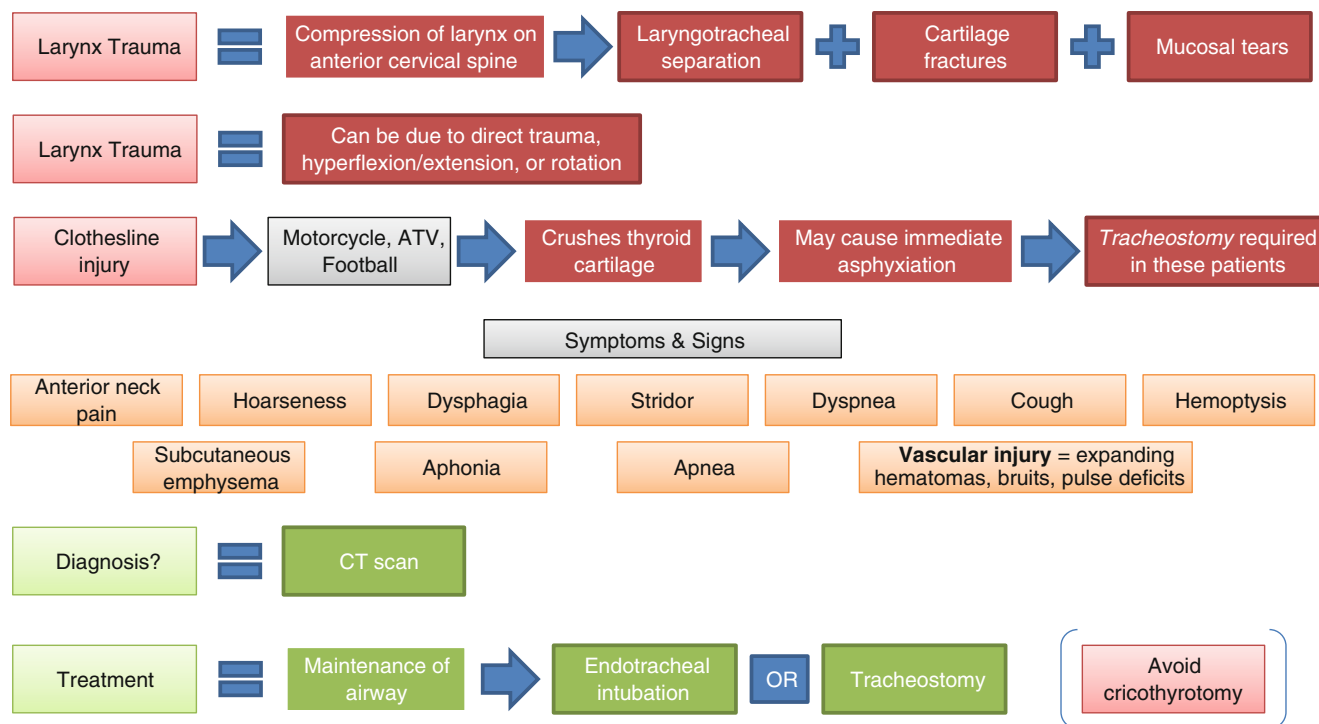 Larynx Trauma
Compression of larynx on
anterior cervical spine
Laryngotracheal
separation
Cartilage
fractures
Mucosal tears
Larynx Trauma
Can be due to direct trauma,
hyperflexion/extension, or rotation
Clothesline
injury
Motorcycle, ATV,
Football
Crushes thyroid
cartilage
May cause immediate
asphyxiation
Tracheostomy required
in these patients
Symptoms & Signs
Anterior neck
pain
Hoarseness
Dysphagia
Stridor
Dyspnea
Cough
Hemoptysis
Subcutaneous
emphysema
Aphonia
Apnea
Vascular injury = expanding
hematomas, bruits, pulse deficits
Diagnosis?
CT scan
Treatment
Maintenance of
airway
Endotracheal
intubation
OR
Tracheostomy
Avoid
cricothyrotomy